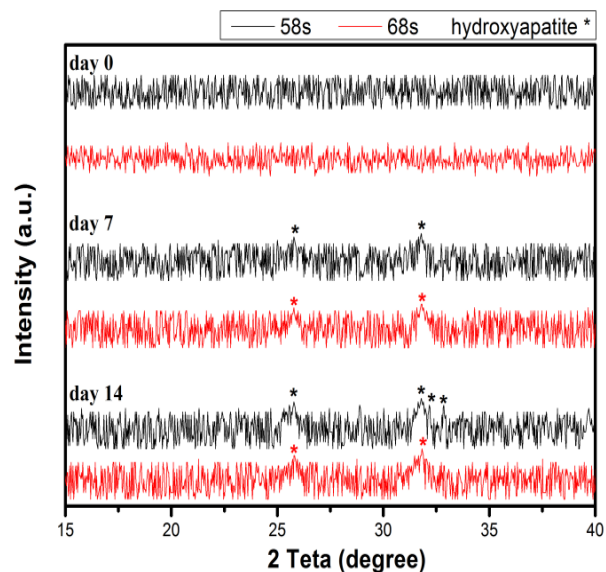 58s 68s hydroxyapatite *
day 0
day 7
* *
* *
day 14
* * * *
* *
15 20 25 30 35 40
2 Teta (degree)
Intensity (a.u.)